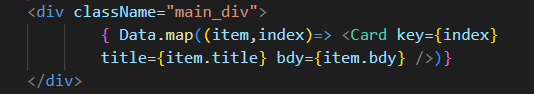 <div className="main_div">
{ Data.map((item,index)=> <Card key={index}
title={item.title} bdy={item.bdy} />)}
</div>